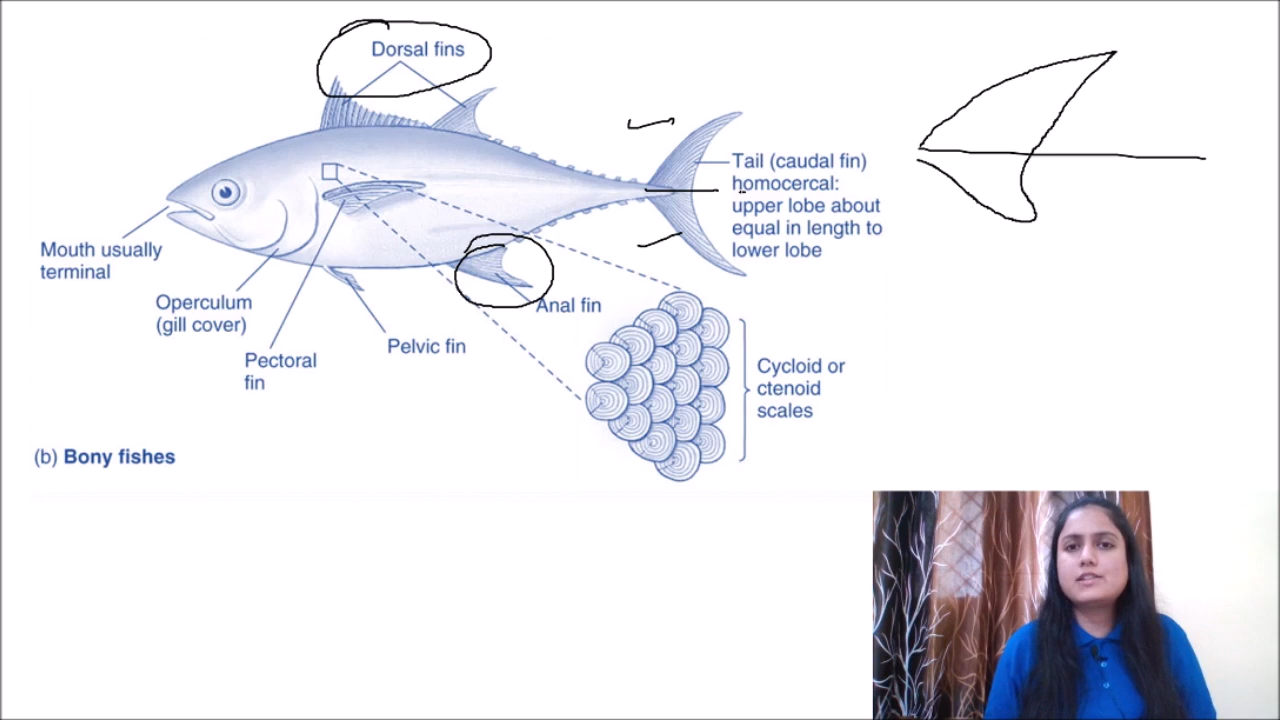 Dorsal fins
Tail (caudal fin)
homocercal:
upper lobe about
equal in length to
lower lobe
Mouth usually
terminal
Operculum
(gill cover)
Pectoral
fin
Pelvic fin
Anal fin
Cycloid or
ctenoid
scales
(b) Bony fishes